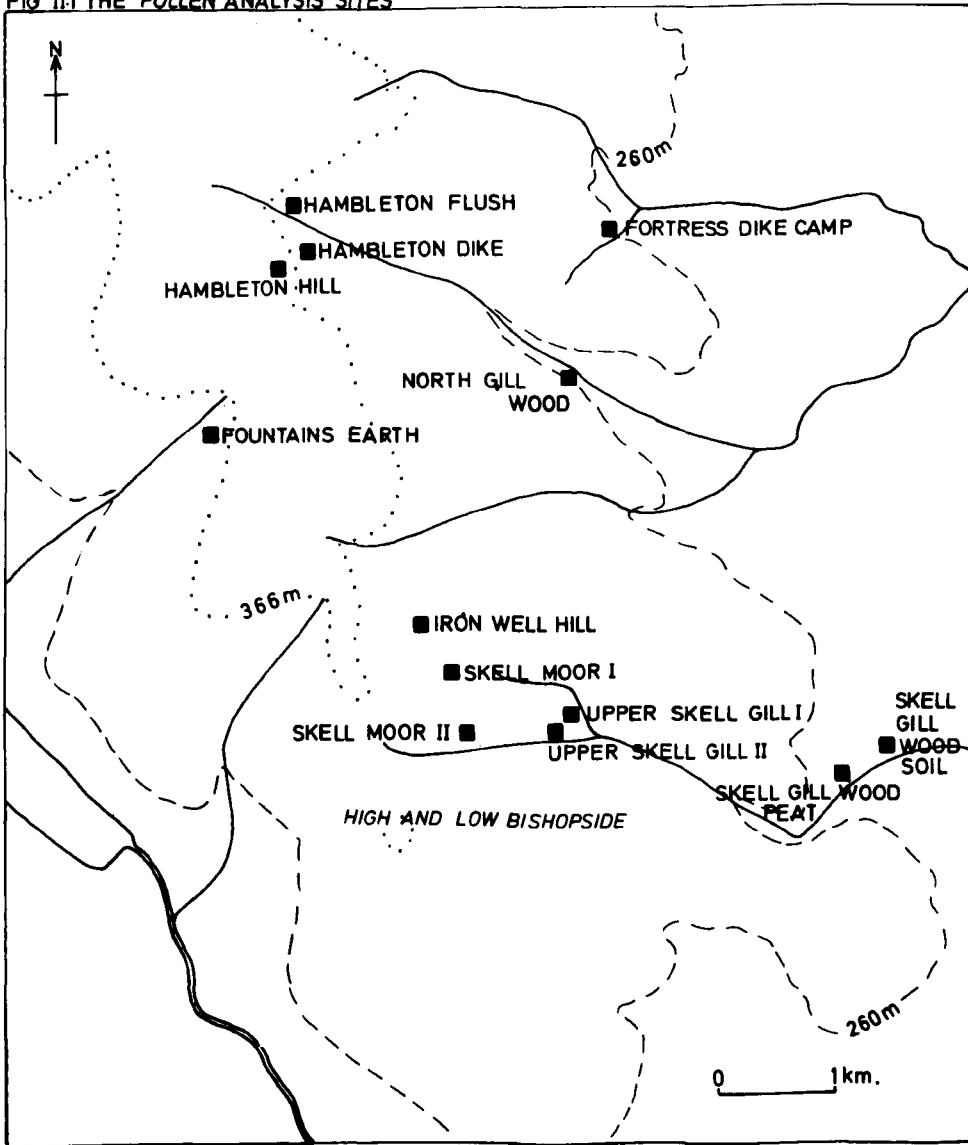 FIG 11.1 THE POLLEN ANALYSIS SITES
N
260m
HAMBLETON FLUSH
FORTRESS DIKE CAMP
HAMBLETON DIKE
HAMBLETON HILL
NORTH GILL
WOOD
FOUNTAINS EARTH
366m.
IRON WELL HILL
SKELL MOOR I
SKELL
GILL
WOOD
SOIL
UPPER SKELL GILL I
SKELL MOOR II
UPPER SKELL GILL II
SKELL GILL WOOD
PEAT
HIGH AND LOW BISHOPSIDE
260m
0 1km.